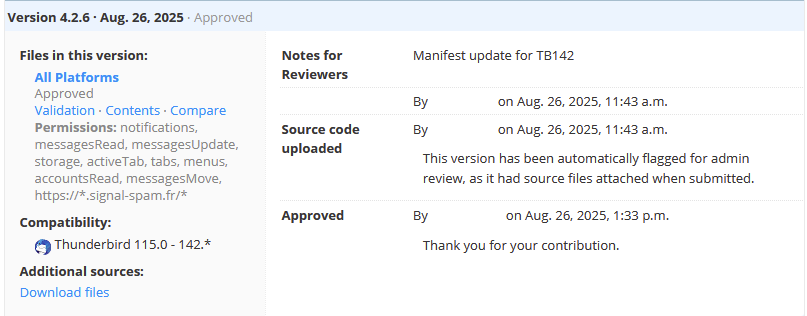 Version 4.2.6 · Aug. 26, 2025 · Approved
Files in this version:
All Platforms
Approved
Validation · Contents · Compare
Permissions: notifications,
messagesRead, messagesUpdate,
storage, activeTab, tabs, menus,
accountsRead, messagesMove,
https://*.signal-spam.fr/*
Compatibility:
Thunderbird 115.0 - 142.*
Additional sources:
Download files
Notes for
Reviewers
Manifest update for TB142
By on Aug. 26, 2025, 11:43 a.m.
Source code
uploaded
By on Aug. 26, 2025, 11:43 a.m.
This version has been automatically flagged for admin
review, as it had source files attached when submitted.
Approved
By on Aug. 26, 2025, 1:33 p.m.
Thank you for your contribution.